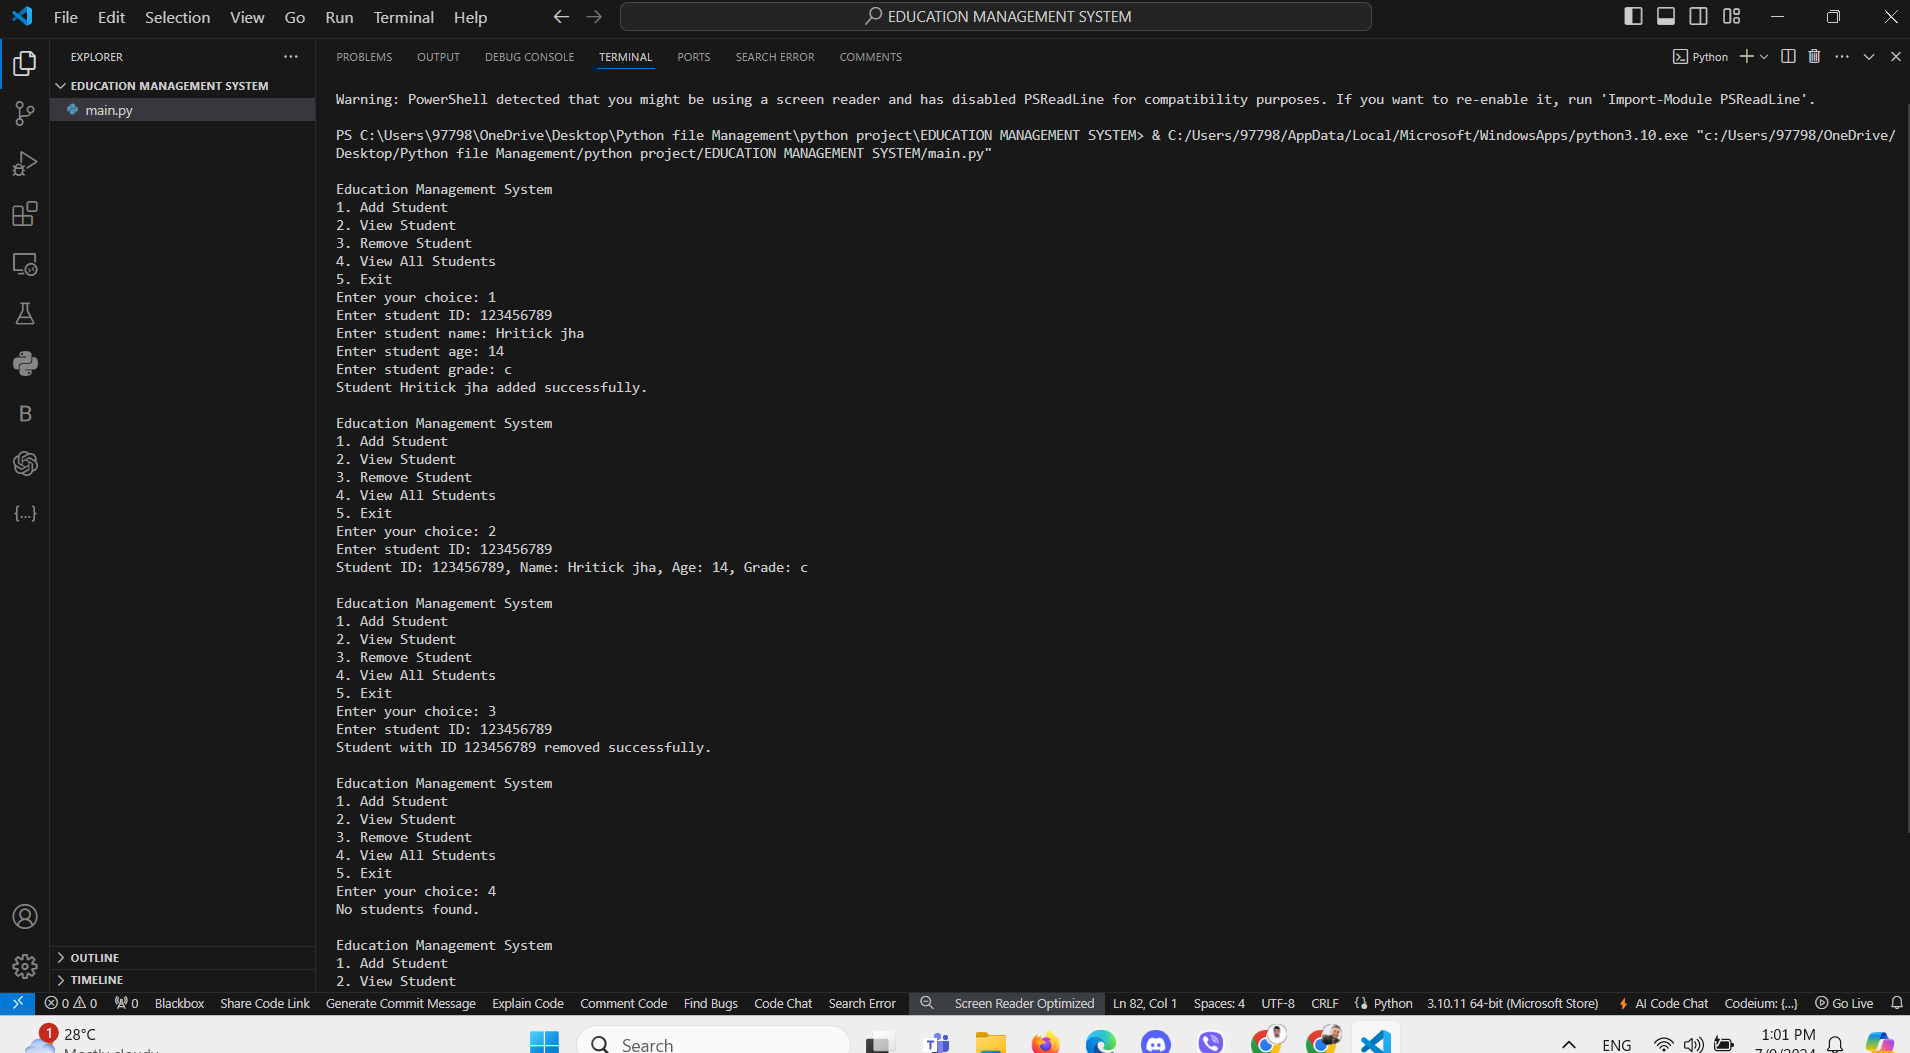 File Edit Selection View Go Run Terminal Help
EDUCATION MANAGEMENT SYSTEM
EXPLORER
EDUCATION MANAGEMENT SYSTEM
main.py
OUTLINE
TIMELINE
PROBLEMS OUTPUT DEBUG CONSOLE TERMINAL PORTS SEARCH ERROR COMMENTS
Python
Warning: PowerShell detected that you might be using a screen reader and has disabled PSReadLine for compatibility purposes. If you want to re-enable it, run 'Import-Module PSReadLine'.
PS C:\Users\97798\OneDrive\Desktop\Python file Management\python project\EDUCATION MANAGEMENT SYSTEM> & C:/Users/97798/AppData/Local/Microsoft/WindowsApps/python3.10.exe "c:/Users/97798/OneDrive/
Desktop/Python file Management/python project/EDUCATION MANAGEMENT SYSTEM/main.py"
Education Management System
1. Add Student
2. View Student
3. Remove Student
4. View All Students
5. Exit
Enter your choice: 1
Enter student ID: 123456789
Enter student name: Hritick jha
Enter student age: 14
Enter student grade: c
Student Hritick jha added successfully.
Education Management System
1. Add Student
2. View Student
3. Remove Student
4. View All Students
5. Exit
Enter your choice: 2
Enter student ID: 123456789
Student ID: 123456789, Name: Hritick jha, Age: 14, Grade: c
Education Management System
1. Add Student
2. View Student
3. Remove Student
4. View All Students
5. Exit
Enter your choice: 3
Enter student ID: 123456789
Student with ID 123456789 removed successfully.
Education Management System
1. Add Student
2. View Student
3. Remove Student
4. View All Students
5. Exit
Enter your choice: 4
No students found.
Education Management System
1. Add Student
2. View Student
0 0 0 Blackbox Share Code Link Generate Commit Message Explain Code Comment Code Find Bugs Code Chat Search Error Screen Reader Optimized Ln 82, Col 1 Spaces: 4 UTF-8 CRLF Python 3.10.11 64-bit (Microsoft Store) AI Code Chat Codeium: {...} Go Live
1 28°C Search ENG 1:01 PM